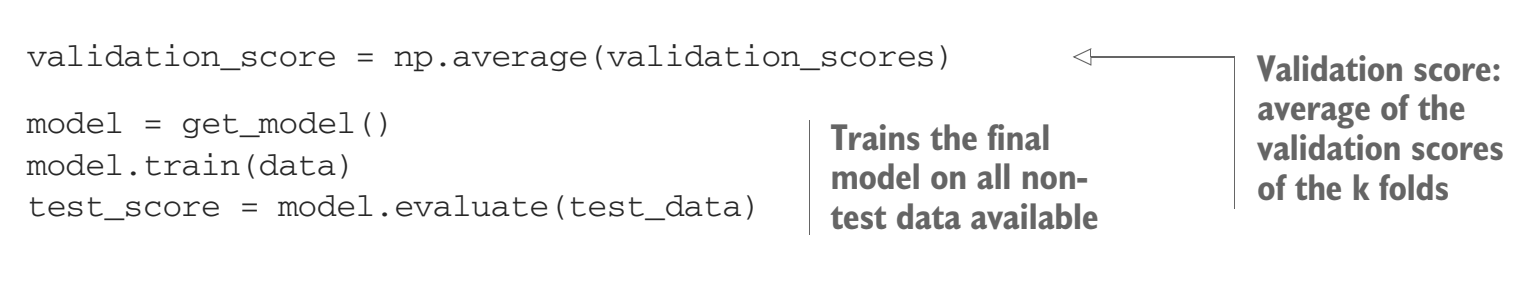 validation_score = np.average(validation_scores)
Validation score:
average of the
validation scores
of the k folds
model = get_model()
model.train(data)
test_score = model.evaluate(test_data)
Trains the final
model on all non-
test data available